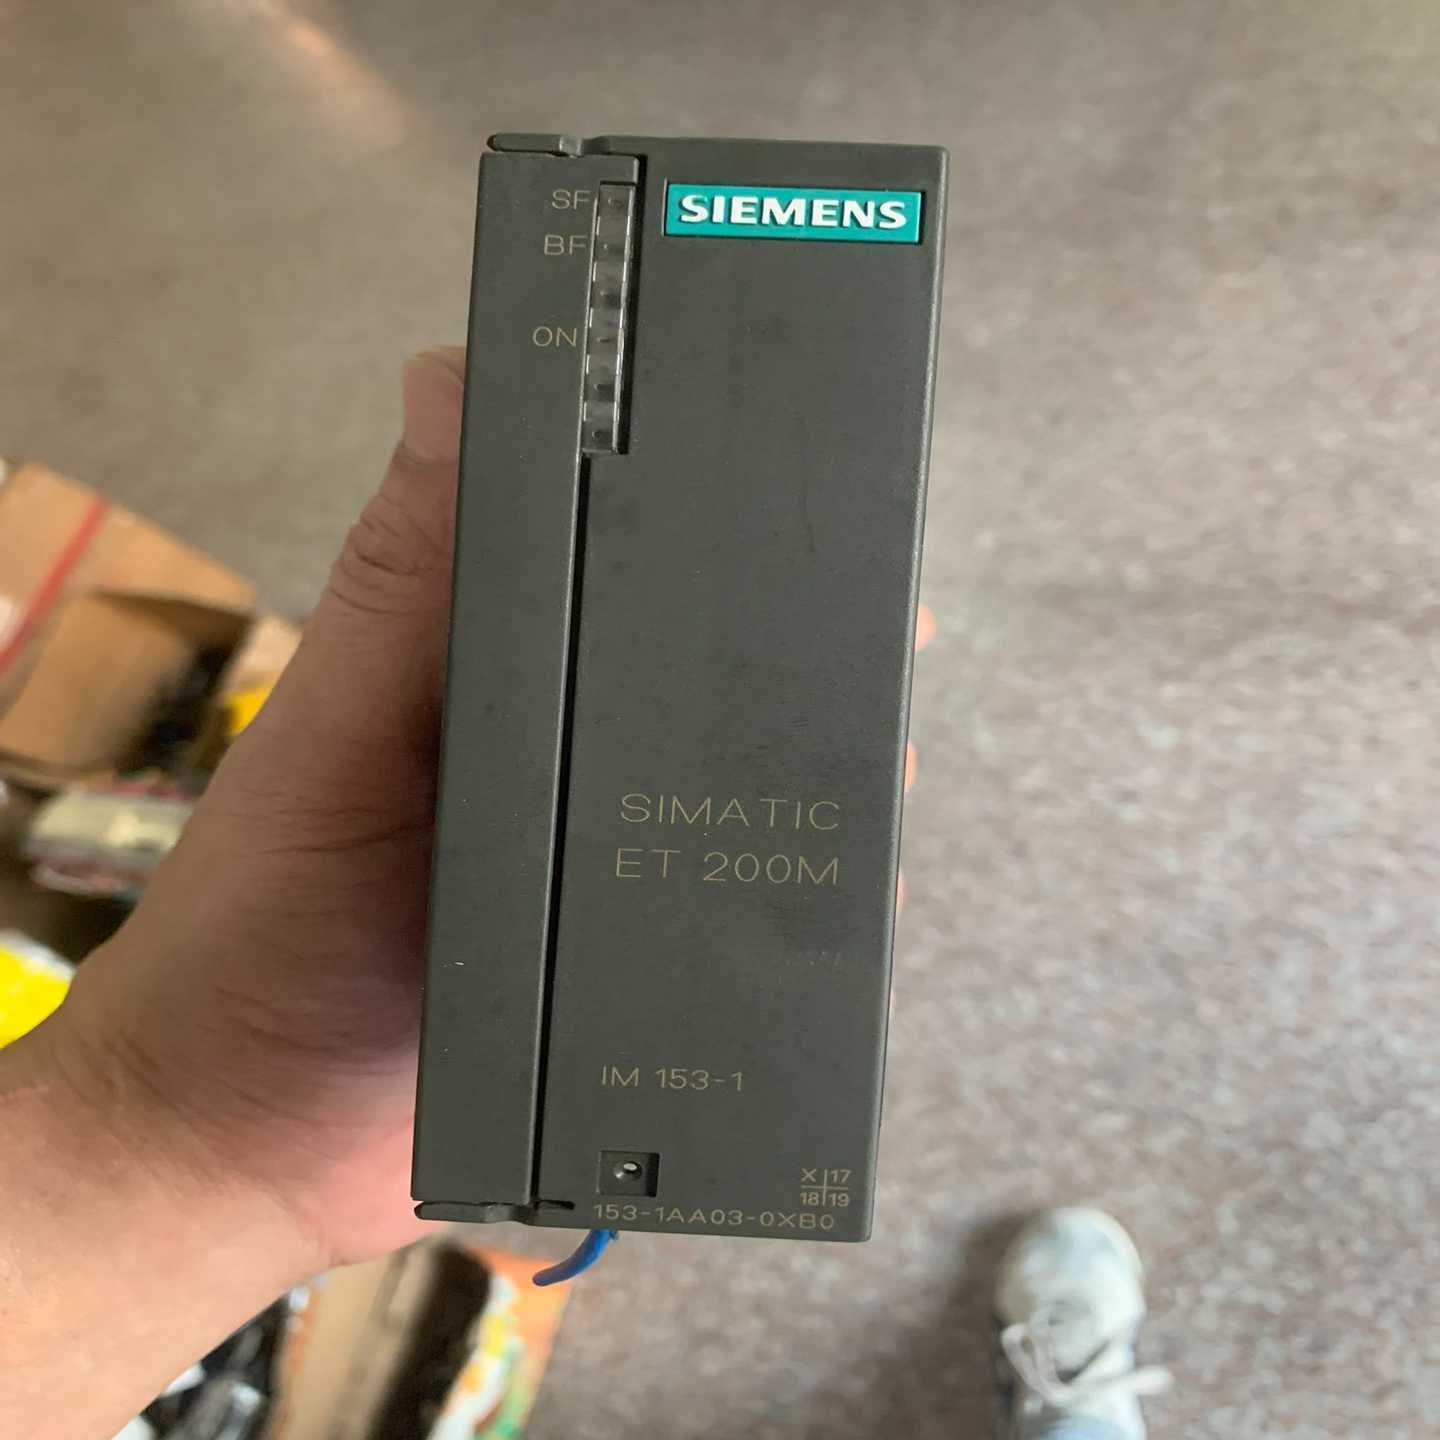 SF
SIEMENS
BF
ON
SIMATIC
ET 200M
IM 153-1
X 17
18 19
153-1AA03-0XB0